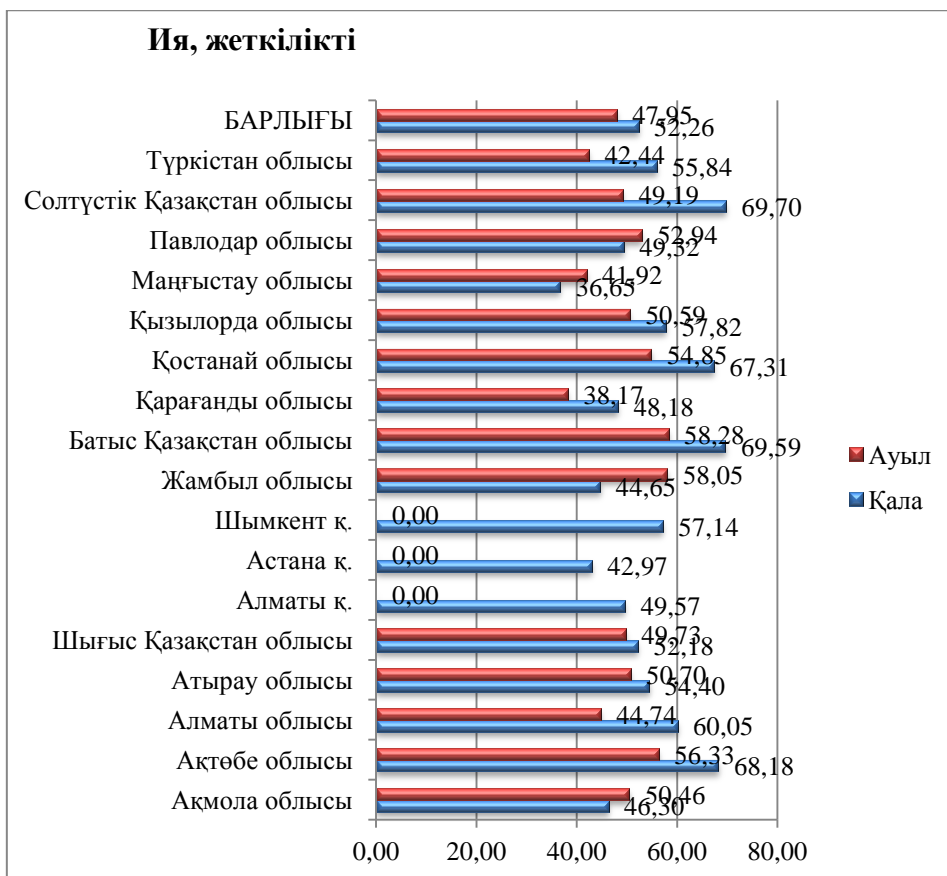 Ия, жеткілікті
БАРЛЫҒЫ
47,95
52,26
Түркістан облысы
42,44
55,84
Солтүстік Қазақстан облысы
49,19
69,70
Павлодар облысы
52,94
49,32
Маңғыстау облысы
41,92
36,65
Қызылорда облысы
50,59
57,82
Қостанай облысы
54,85
67,31
Қарағанды облысы
38,17
48,18
Батыс Қазақстан облысы
58,28
69,59
Жамбыл облысы
58,05
44,65
Шымкент қ.
0,00
57,14
Астана қ.
0,00
42,97
Алматы қ.
0,00
49,57
Шығыс Қазақстан облысы
49,73
52,18
Атырау облысы
50,70
54,40
Алматы облысы
44,74
60,05
Ақтөбе облысы
56,33
68,18
Ақмола облысы
50,46
46,30
Ауыл
Қала
0,00 20,00 40,00 60,00 80,00